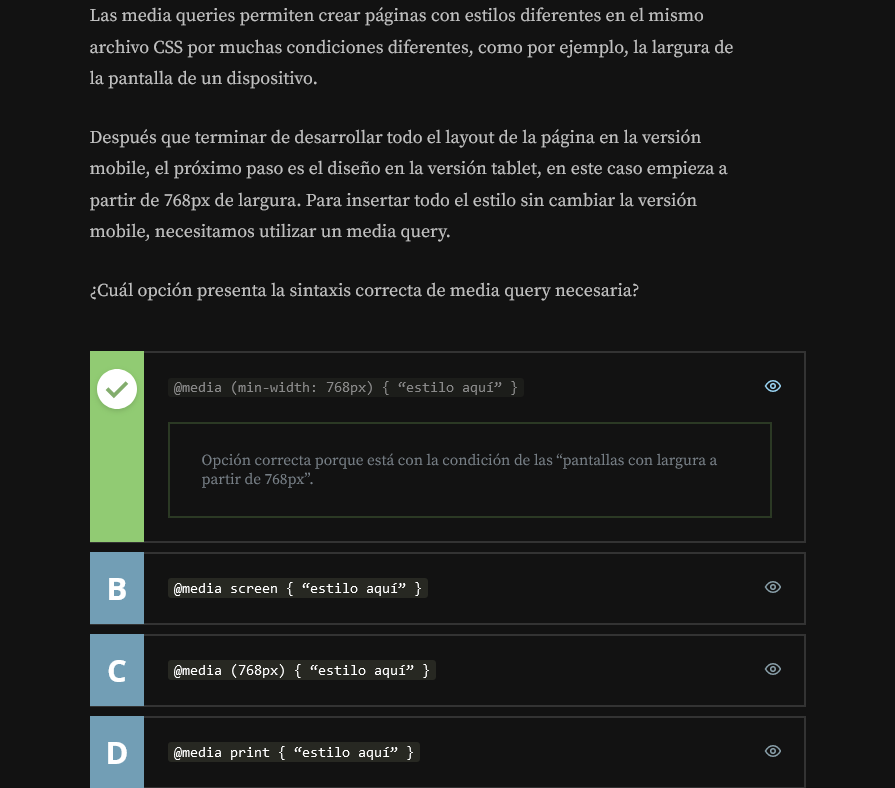 Las media queries permiten crear páginas con estilos diferentes en el mismo
archivo CSS por muchas condiciones diferentes, como por ejemplo, la largura de
la pantalla de un dispositivo.
Después que terminar de desarrollar todo el layout de la página en la versión
mobile, el próximo paso es el diseño en la versión tablet, en este caso empieza a
partir de 768px de largura. Para insertar todo el estilo sin cambiar la versión
mobile, necesitamos utilizar un media query.
¿Cuál opción presenta la sintaxis correcta de media query necesaria?
@media (min-width: 768px) { “estilo aquí” }
Opción correcta porque está con la condición de las “pantallas con largura a
partir de 768px”.
B
@media screen { “estilo aquí” }
C
@media (768px) { “estilo aquí” }
D
@media print { “estilo aquí” }